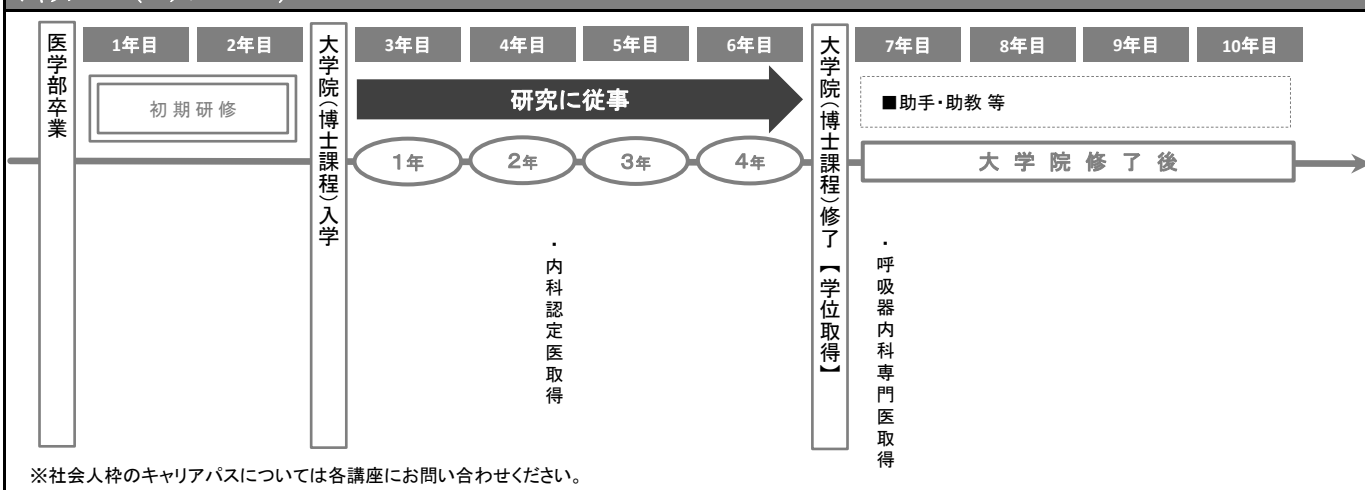 医学部卒業
1年目
2年目
初期研修
大学院(博士課程)入学
3年目
4年目
5年目
6年目
研究に従事
1年
2年
3年
4年
・内科認定医取得
大学院(博士課程)修了【学位取得】
7年目
8年目
9年目
10年目
■助手・助教 等
大学院修了後
・呼吸器内科専門医取得
※社会人枠のキャリアパスについては各講座にお問い合わせください。